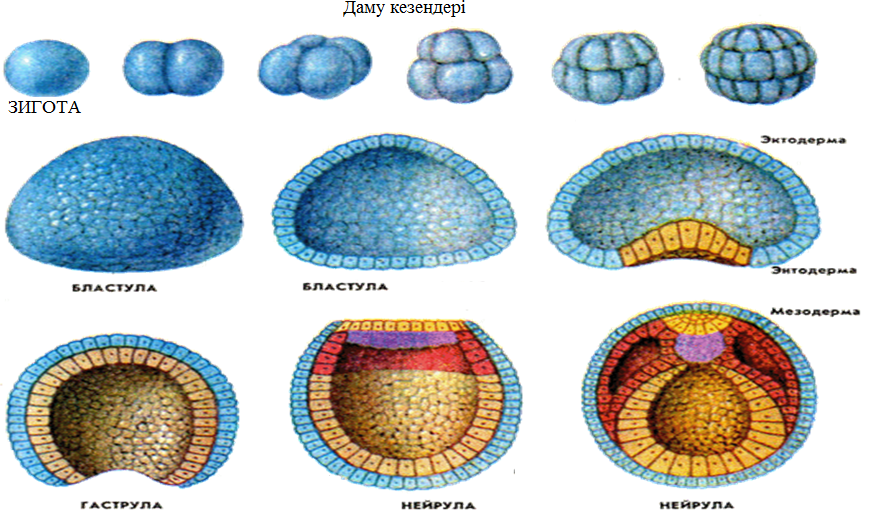 Даму кезендері
ЗИГОТА
Эктодерма
Энтодерма
БЛАСТУЛА
БЛАСТУЛА
Мезодерма
ГАСТРУЛА
НЕЙРУЛА
НЕЙРУЛА